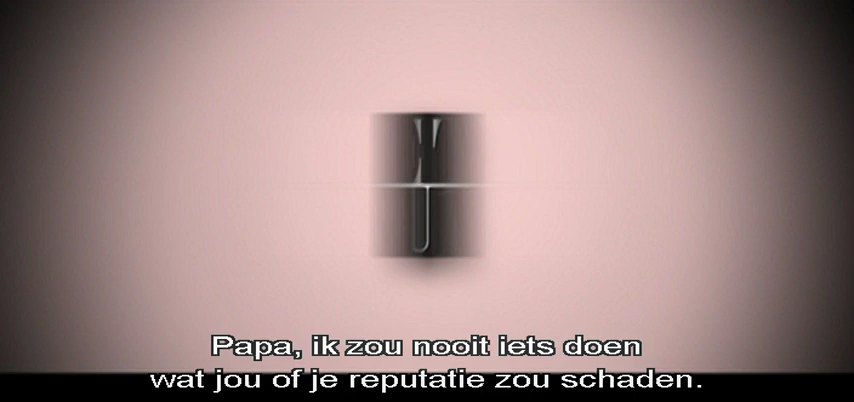 Papa, ik zou nooit iets doen
wat jou of je reputatie zou schaden.